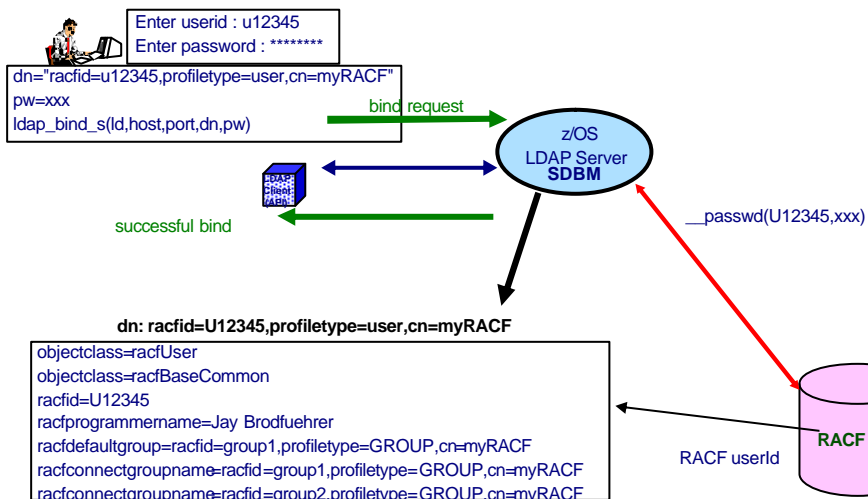 Enter userid : u12345
Enter password : ********
dn="racfid=u12345,profiletype=user,cn=myRACF"
pw=xxx
ldap_bind_s(ld,host,port,dn,pw)
bind request
z/OS
LDAP Server
SDBM
LDAP
Client
(API)
successful bind
__passwd(U12345,xxx)
dn: racfid=U12345,profiletype=user,cn=myRACF
objectclass=racfUser
objectclass=racfBaseCommon
racfid=U12345
racfprogrammername=Jay Brodfuehrer
racfdefaultgroup=racfid=group1,profiletype=GROUP,cn=myRACF
racfconnectgroupname=racfid=group1,profiletype=GROUP,cn=myRACF
racfconnectgroupname=racfid=group2,profiletype=GROUP,cn=myRACF
RACF userId
RACF